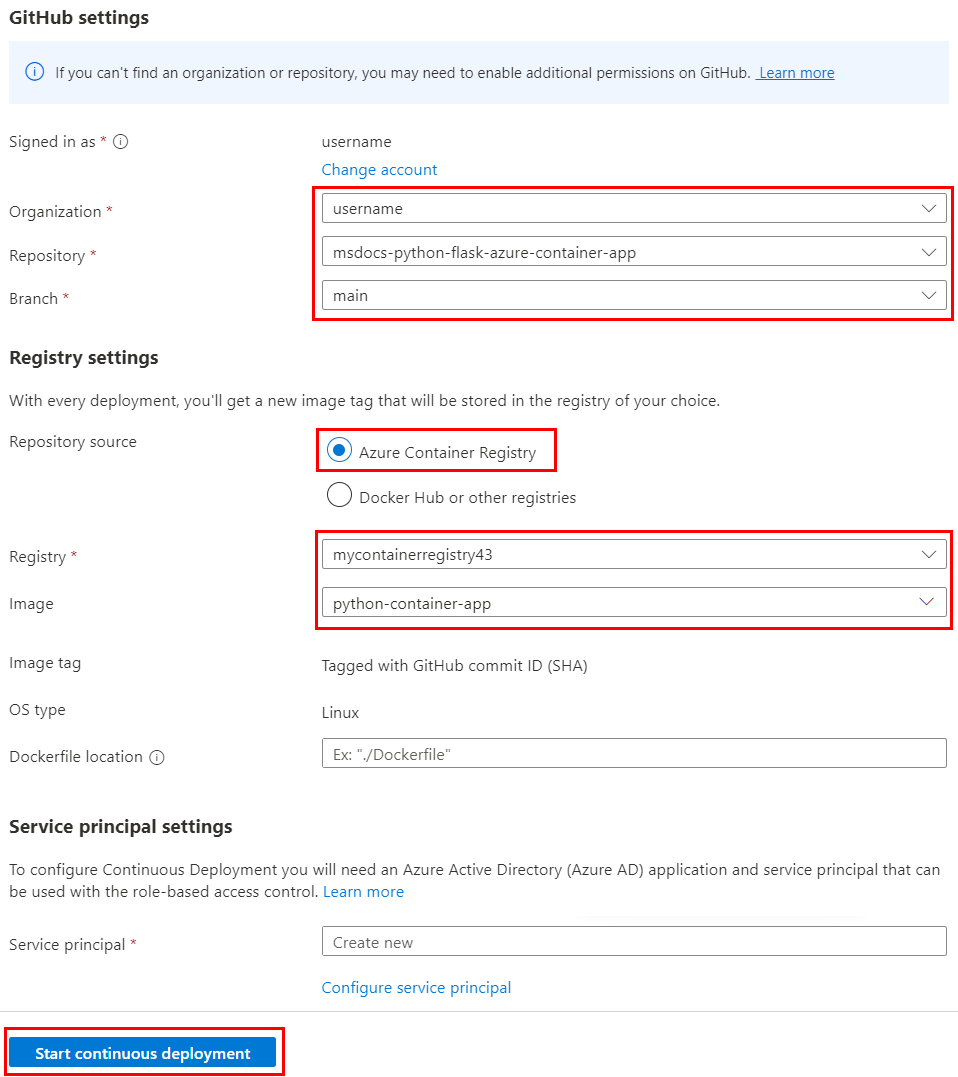 GitHub settings
If you can't find an organization or repository, you may need to enable additional permissions on GitHub. Learn more
Signed in as *
username
Change account
Organization *
username
Repository *
msdocs-python-flask-azure-container-app
Branch *
main
Registry settings
With every deployment, you'll get a new image tag that will be stored in the registry of your choice.
Repository source
Azure Container Registry
Docker Hub or other registries
Registry *
mycontainerregistry43
Image
python-container-app
Image tag
Tagged with GitHub commit ID (SHA)
OS type
Linux
Dockerfile location
Ex: "./Dockerfile"
Service principal settings
To configure Continuous Deployment you will need an Azure Active Directory (Azure AD) application and service principal that can
be used with the role-based access control. Learn more
Service principal *
Create new
Configure service principal
Start continuous deployment